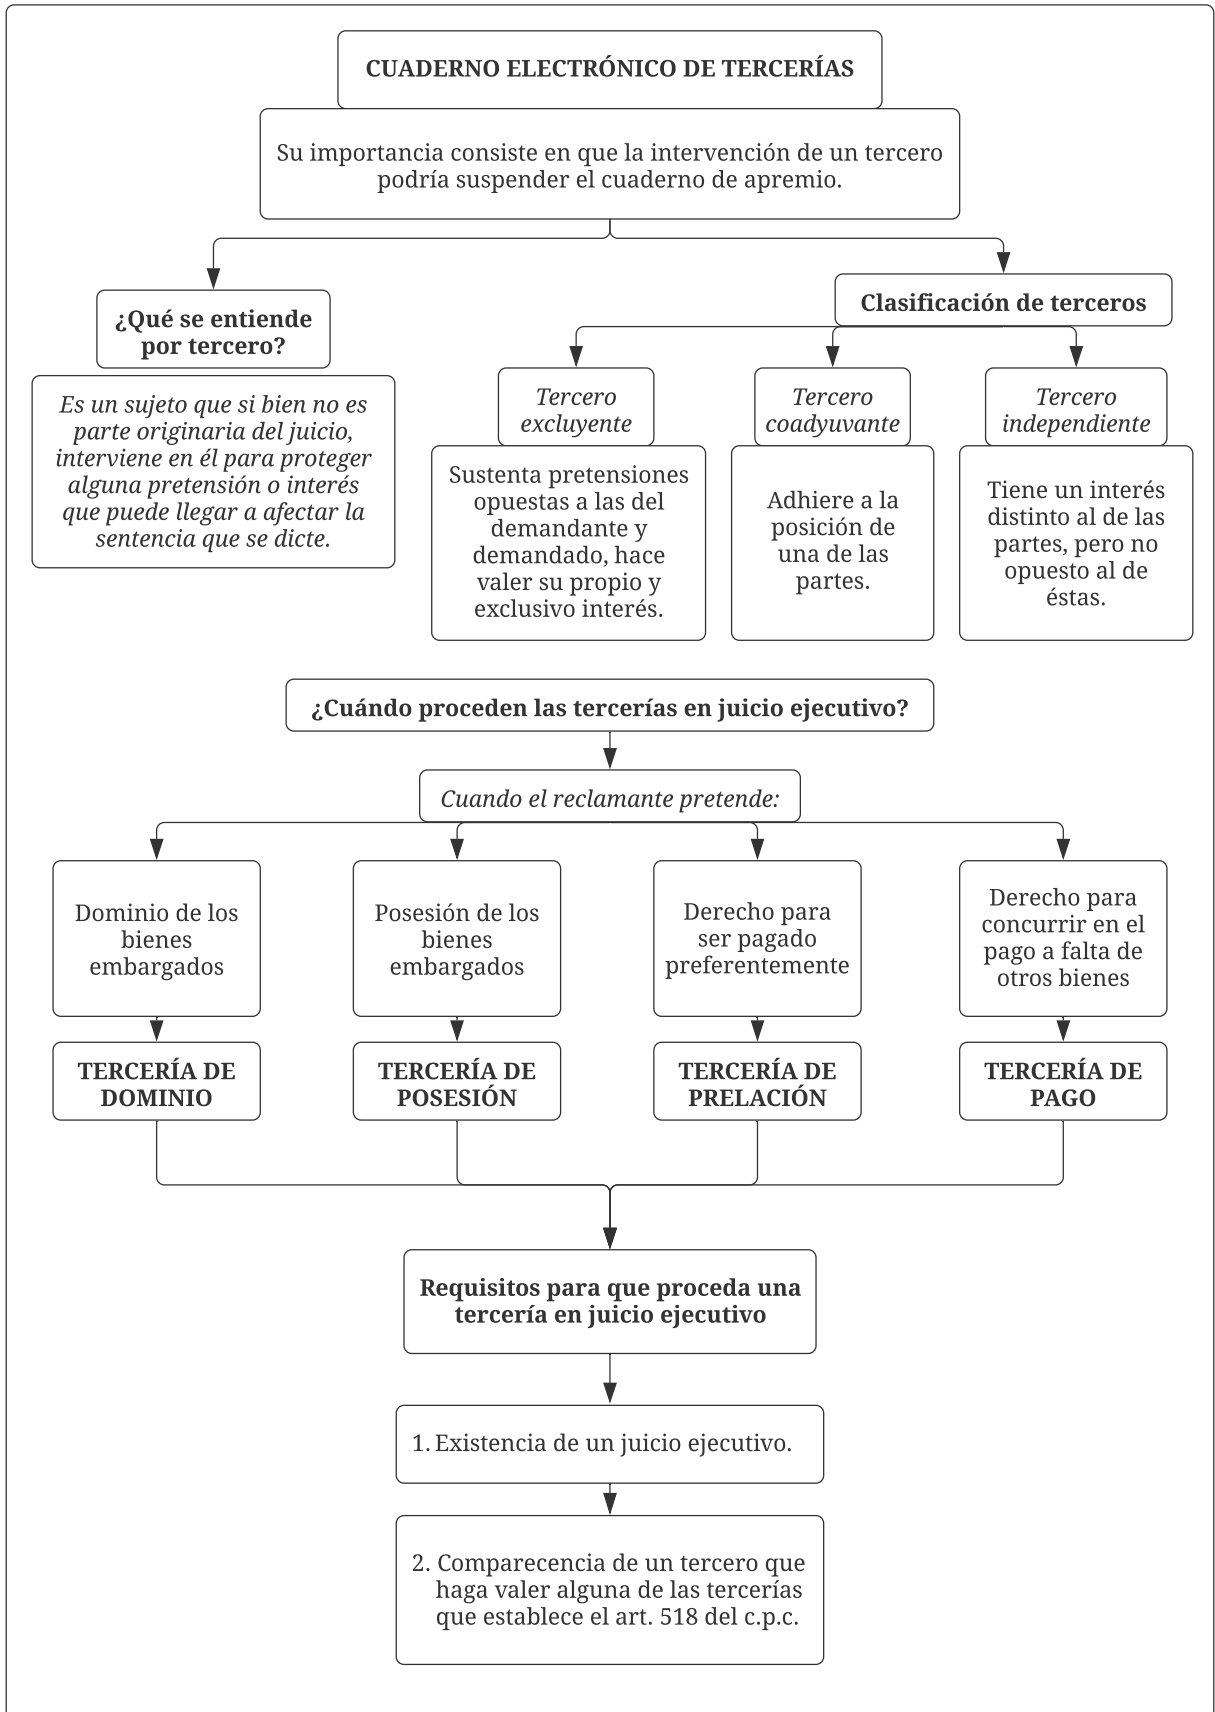 CUADERNO ELECTRÓNICO DE TERCERÍAS
Su importancia consiste en que la intervención de un tercero
podría suspender el cuaderno de apremio.
¿Qué se entiende
por tercero?
Es un sujeto que si bien no es
parte originaria del juicio,
interviene en él para proteger
alguna pretensión o interés
que puede llegar a afectar la
sentencia que se dicte.
Clasificación de terceros
Tercero
excluyente
Sustenta pretensiones
opuestas a las del
demandante y
demandado, hace
valer su propio y
exclusivo interés.
Tercero
coadyuvante
Adhiere a la
posición de
una de las
partes.
Tercero
independiente
Tiene un interés
distinto al de las
partes, pero no
opuesto al de
éstas.
¿Cuándo proceden las tercerías en juicio ejecutivo?
Cuando el reclamante pretende:
Dominio de los
bienes
embargados
TERCERÍA DE
DOMINIO
Posesión de los
bienes
embargados
TERCERÍA DE
POSESIÓN
Derecho para
ser pagado
preferentemente
TERCERÍA DE
PRELACIÓN
Derecho para
concurrir en el
pago a falta de
otros bienes
TERCERÍA DE
PAGO
Requisitos para que proceda una
tercería en juicio ejecutivo
1. Existencia de un juicio ejecutivo.
2. Comparecencia de un tercero que
haga valer alguna de las tercerías
que establece el art. 518 del c.p.c.